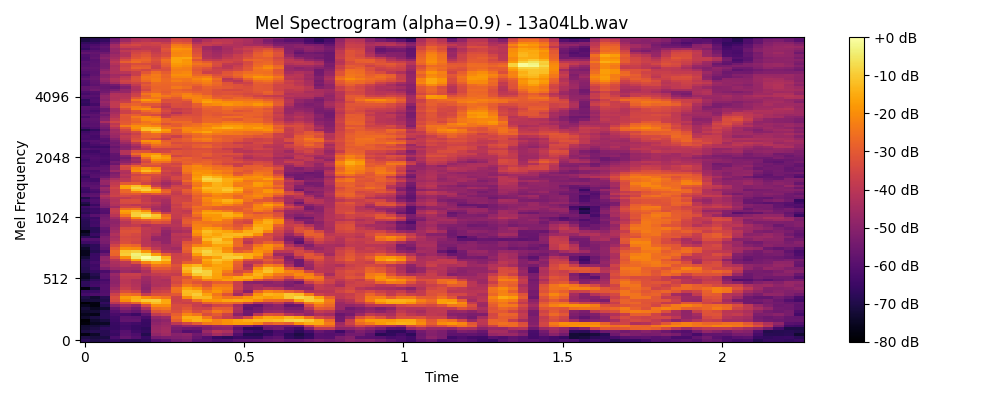 Mel Spectrogram (alpha=0.9) - 13a04Lb.wav
Mel Frequency
4096
2048
1024
512
0
0
0.5
1
1.5
2
Time
+0 dB
-10 dB
-20 dB
-30 dB
-40 dB
-50 dB
-60 dB
-70 dB
-80 dB